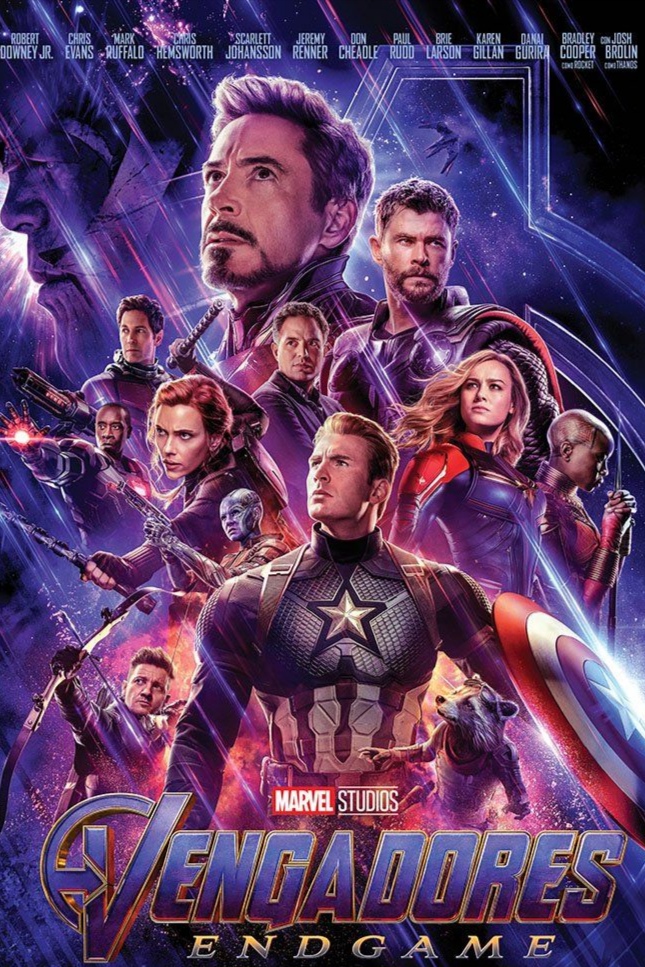 ROBERT DOWNEY JR. CHRIS EVANS MARK RUFFALO CHRIS HEMSWORTH SCARLETT JOHANSSON JEREMY RENNER DON CHEADLE PAUL RUDD BRIE LARSON KAREN GILLAN DANAI GURIRA BRADLEY COOPER COMO ROCKET CON JOSH BROLIN COMO THANOS
MARVEL STUDIOS
VENGADORES
ENDGAME